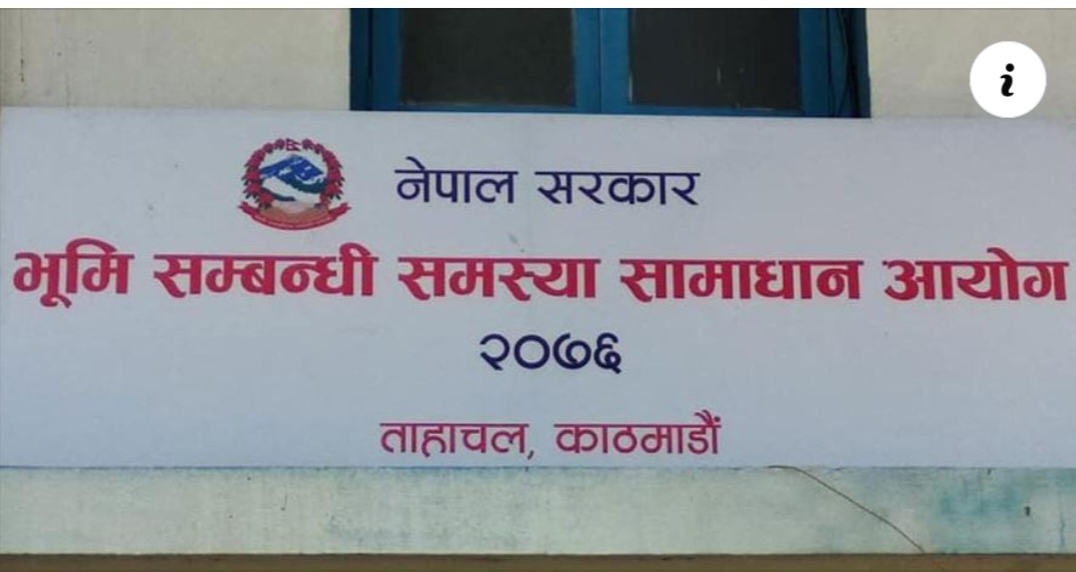 नेपाल सरकार
भूमि सम्बन्धी समस्या सामाधान आयोग
२०७६
ताहाचल, काठमाडौं